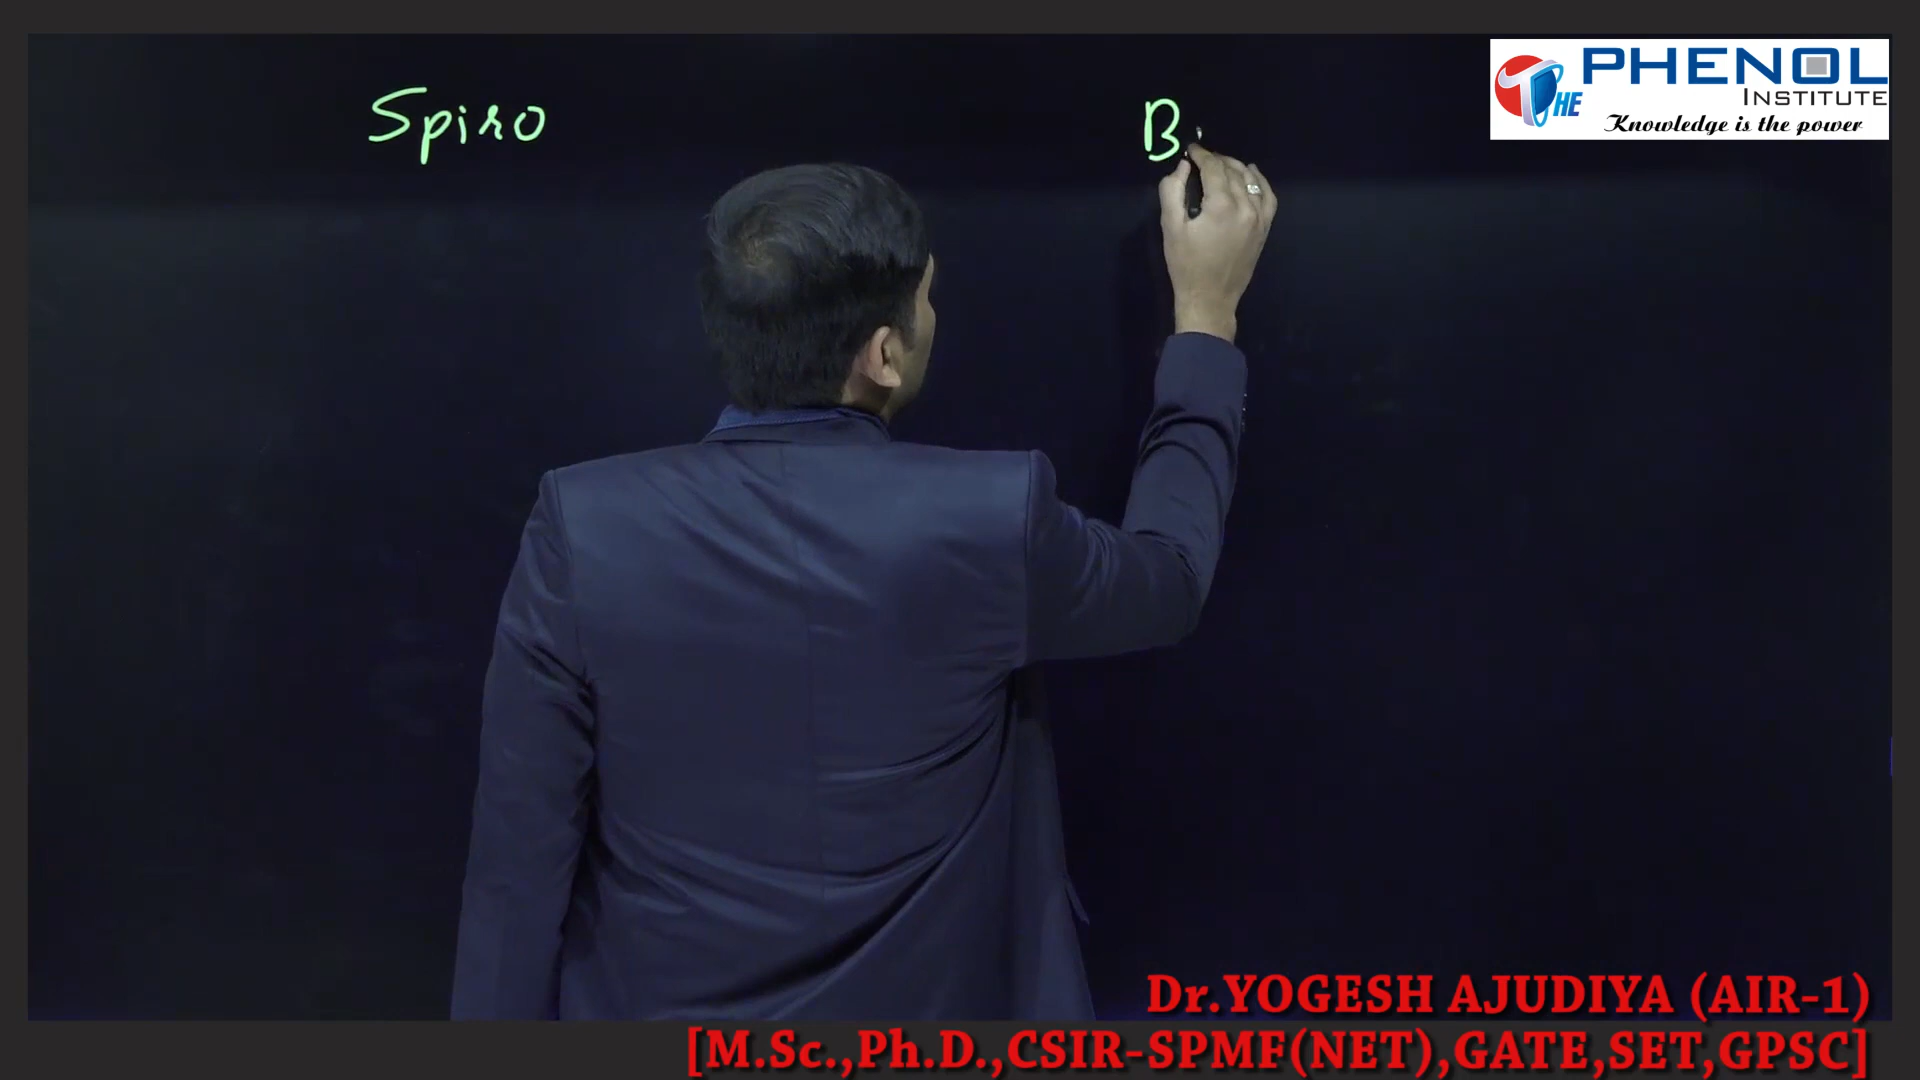 Spiro
Bi
THE PHENOL
INSTITUTE
Knowledge is the power
Dr.YOGESH AJUDIYA (AIR-1)
[M.Sc.,Ph.D.,CSIR-SPMF(NET),GATE,SET,GPSC]